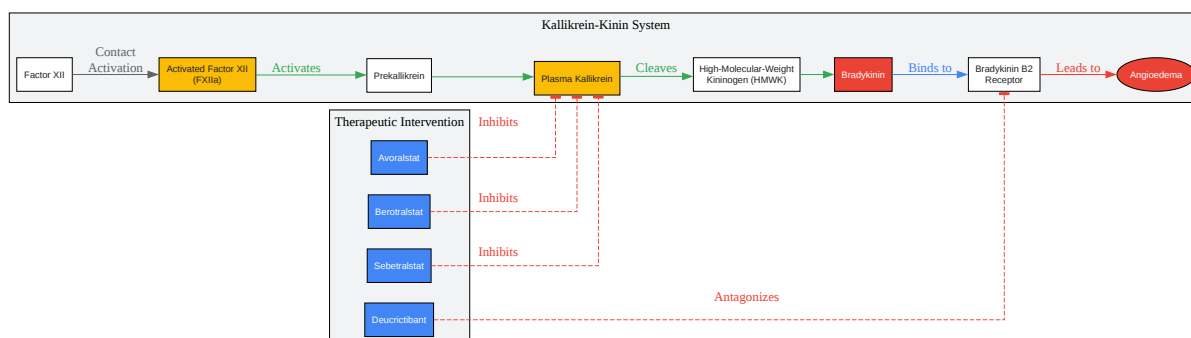 Kallikrein-Kinin System
Factor XII
Contact
Activation
Activated Factor XII
(FXIIa)
Activates
Prekallikrein
Plasma Kallikrein
Cleaves
High-Molecular-Weight
Kininogen (HMWK)
Bradykinin
Binds to
Bradykinin B2
Receptor
Leads to
Angioedema
Therapeutic Intervention
Inhibits
Avoralstat
Inhibits
Berotralstat
Inhibits
Sebetralstat
Antagonizes
Deucrictibant